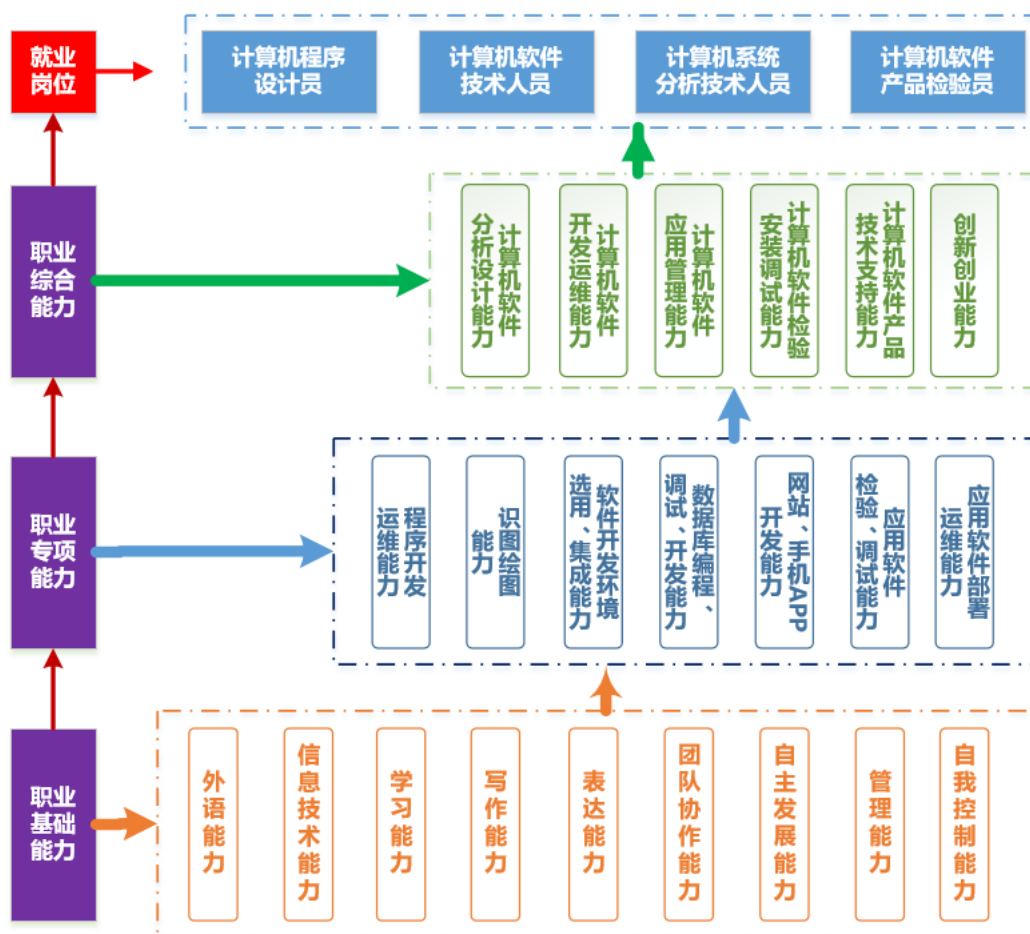 就业
岗位
计算机程序
设计员
计算机软件
技术人员
计算机系统
分析技术人员
计算机软件
产品检验员
职业
综合
能力
计算机软件
分析设计能力
计算机软件
开发运维能力
计算机软件
应用管理能力
计算机软件检验
安装调试能力
计算机软件产品
技术支持能力
创新创业能力
职业
专项
能力
程序开发
运维能力
识图绘图
能力
软件开发环境
选用、集成能力
数据库编程、
调试、开发能力
网站、手机APP
开发能力
应用软件
检验、调试能力
应用软件部署
运维能力
职业
基础
能力
外语能力
信息技术能力
学习能力
写作能力
表达能力
团队协作能力
自主发展能力
管理能力
自我控制能力